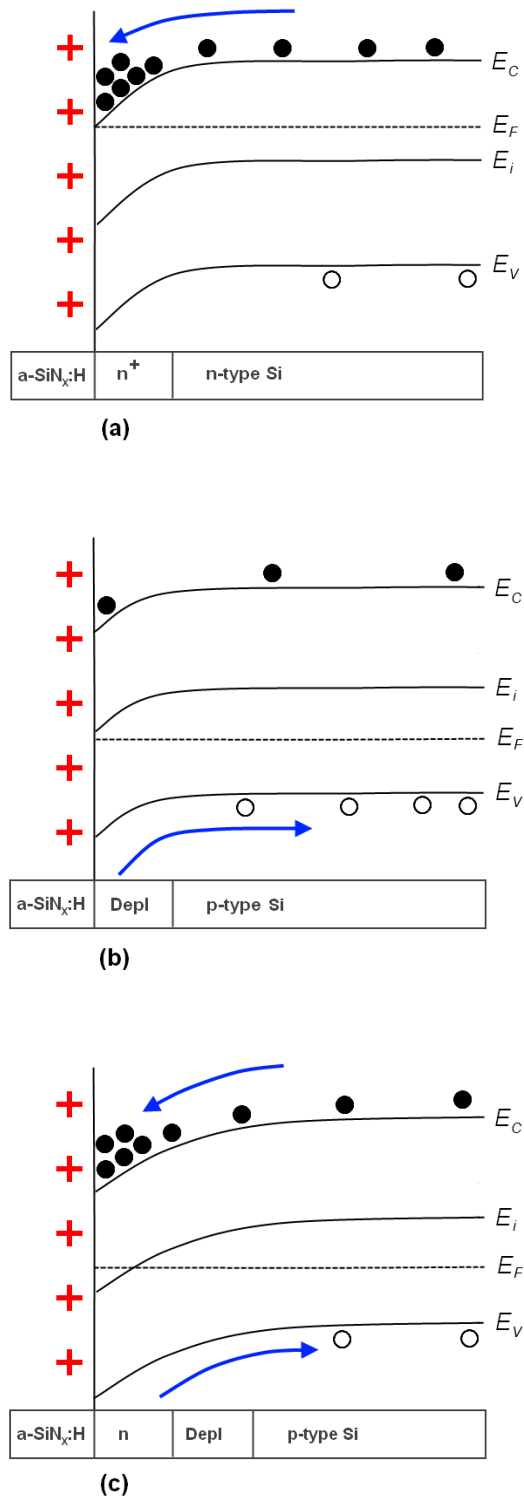 E_C
E_F
E_i
E_V
a-SiN_x:H n^+ n-type Si
(a)
E_C
E_i
E_F
E_V
a-SiN_x:H Depl p-type Si
(b)
E_C
E_i
E_F
E_V
a-SiN_x:H n Depl p-type Si
(c)